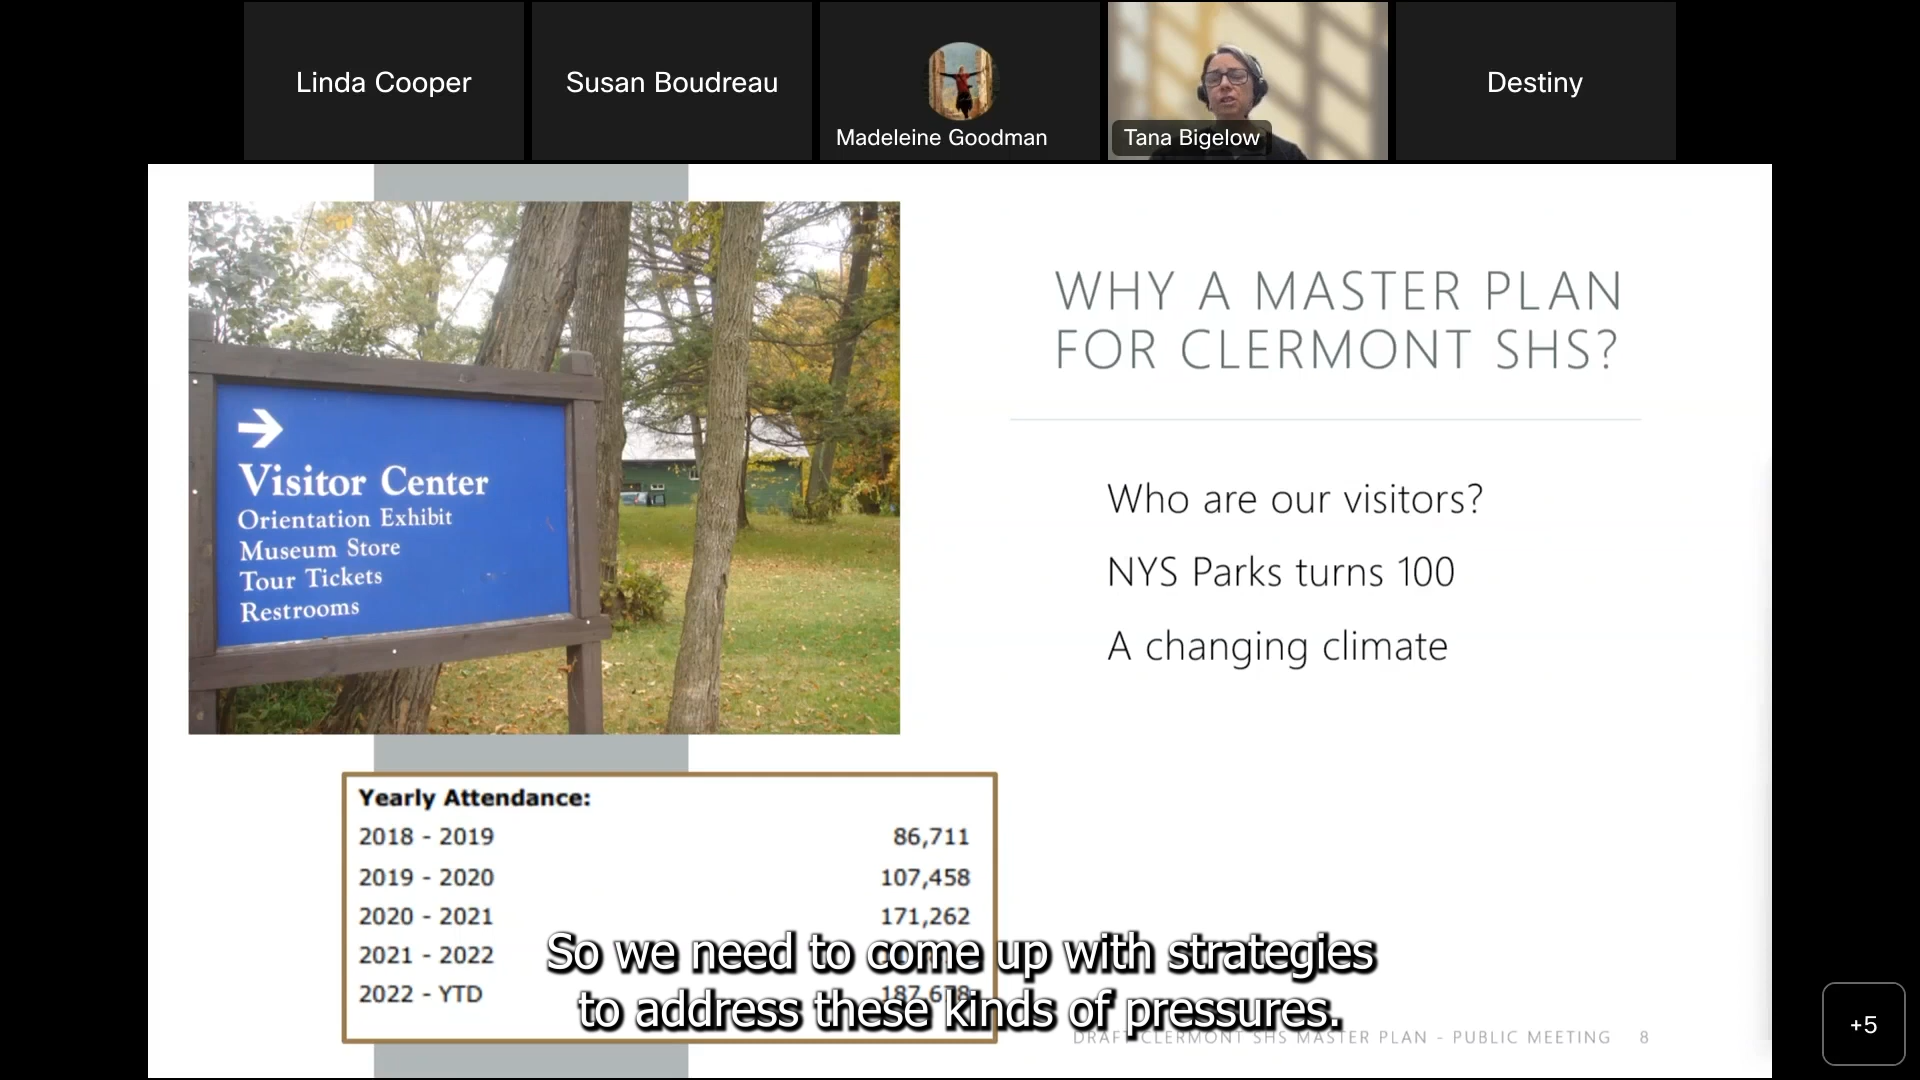 Linda Cooper
Susan Boudreau
Madeleine Goodman
Tana Bigelow
Destiny
WHY A MASTER PLAN
FOR CLERMONT SHS?
Visitor Center
Orientation Exhibit
Museum Store
Tour Tickets
Restrooms
Who are our visitors?
NYS Parks turns 100
A changing climate
Yearly Attendance:
2018 - 2019 86,711
2019 - 2020 107,458
2020 - 2021 171,262
2021 - 2022
2022 - YTD
So we need to come up with strategies
to address these kinds of pressures.
DRAFT CLERMONT SHS MASTER PLAN - PUBLIC MEETING 8
+5